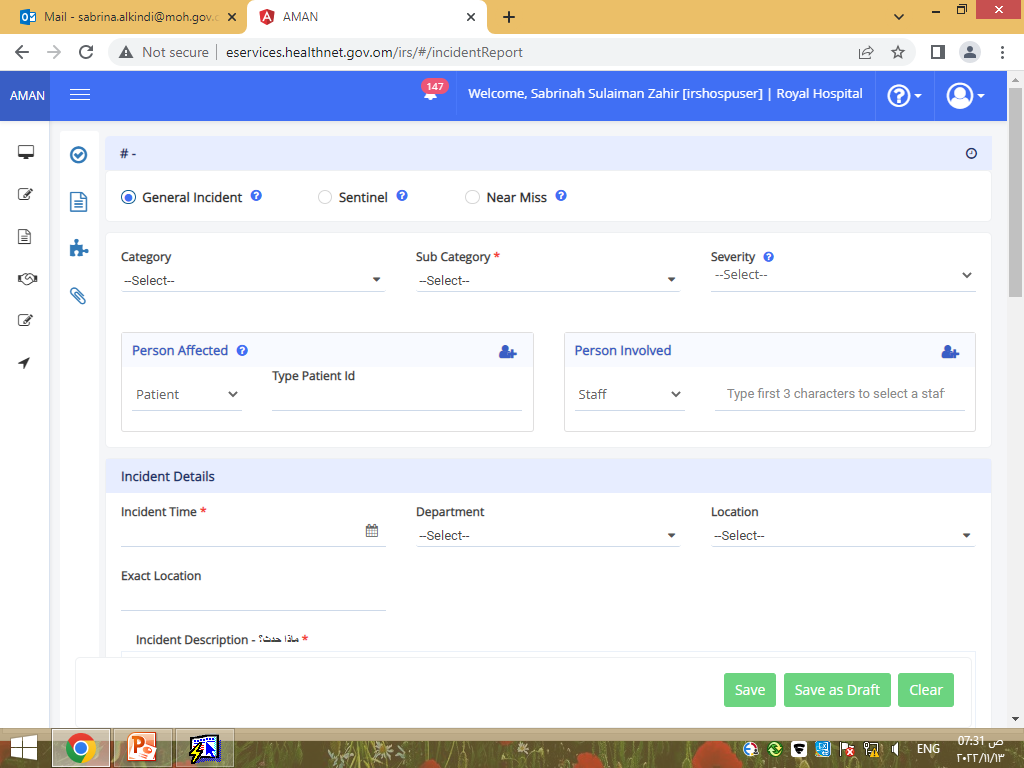 Mail - sabrina.alkindi@moh.gov.
AMAN
Not secure
eservices.healthnet.gov.om/irs/#/incidentReport
AMAN
147
Welcome, Sabrinah Sulaiman Zahir [irshospuser] | Royal Hospital
# -
General Incident
Sentinel
Near Miss
Category
Sub Category *
Severity
--Select--
--Select--
--Select--
Person Affected
Person Involved
Type Patient Id
Patient
Staff
Type first 3 characters to select a staf
Incident Details
Incident Time *
Department
Location
--Select--
--Select--
Exact Location
Incident Description - ماذا حدث؟ *
Save
Save as Draft
Clear
ENG
07:31 ص
٢٠٢٢/١١/١٣